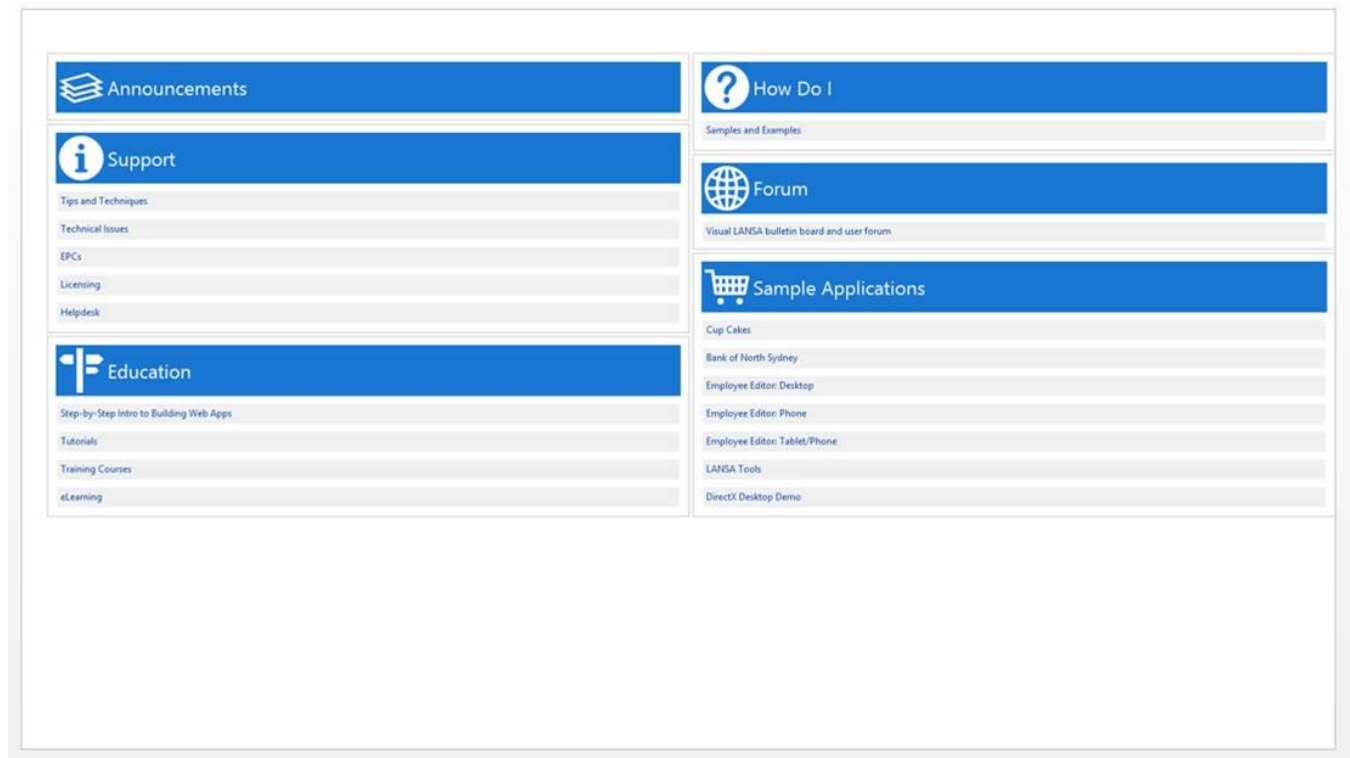 Announcements
Support
Tips and Techniques
Technical Issues
EPCs
Licensing
Helpdesk
Education
Step-by-Step Intro to Building Web Apps
Tutorials
Training Courses
eLearning
How Do I
Samples and Examples
Forum
Visual LANSA bulletin board and user forum
Sample Applications
Cup Cakes
Bank of North Sydney
Employee Editor: Desktop
Employee Editor: Phone
Employee Editor: Tablet/Phone
LANSA Tools
DirectX Desktop Demo